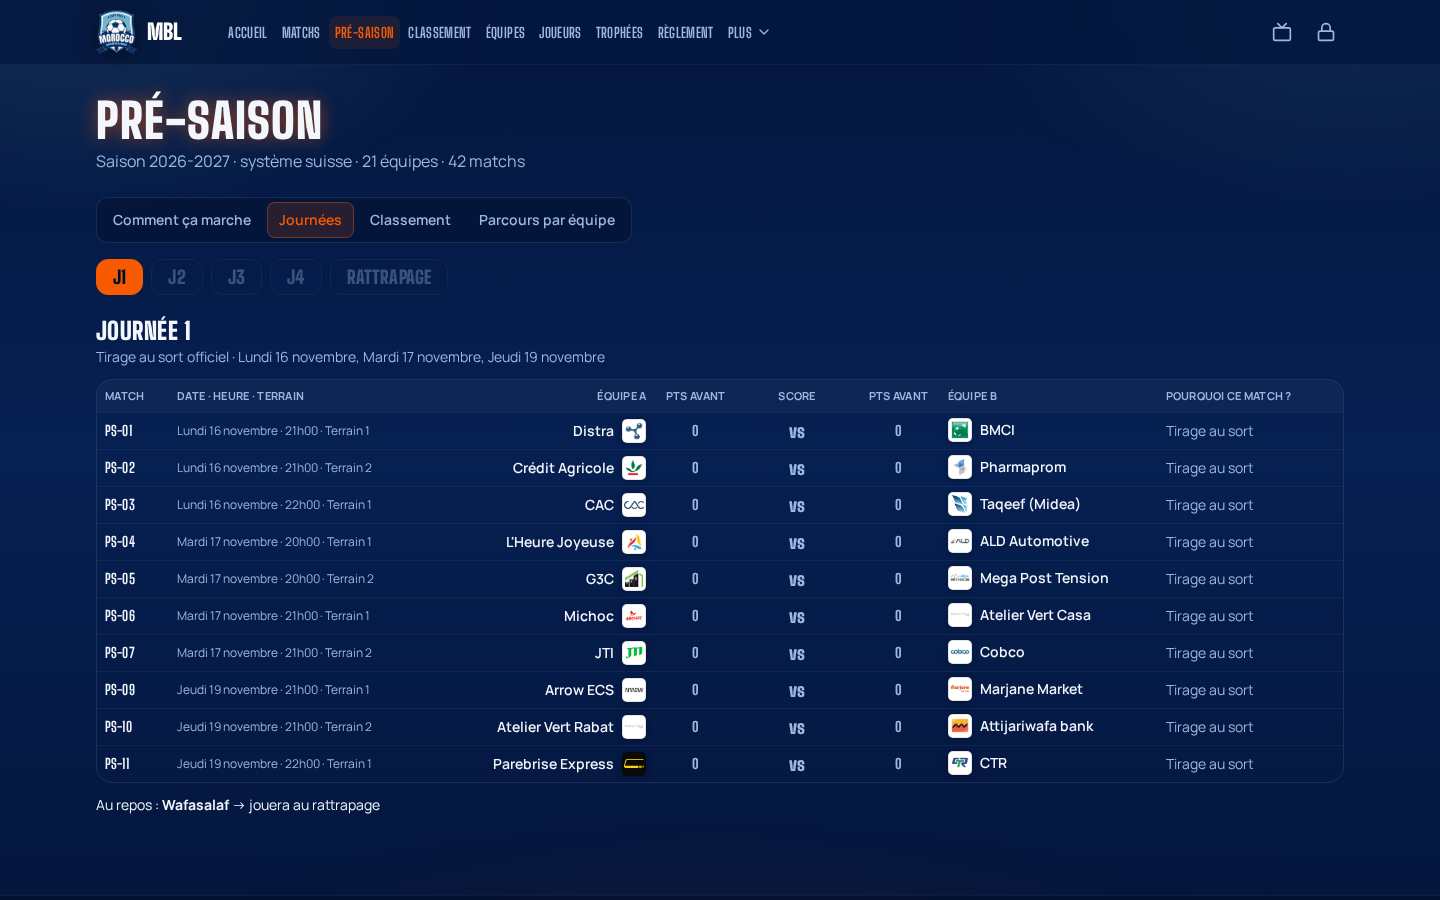 MOROCCO
MBL
ACCUEIL MATCHS PRÉ-SAISON CLASSEMENT ÉQUIPES JOUEURS TROPHÉES RÈGLEMENT PLUS
PRÉ-SAISON
Saison 2026-2027 · système suisse · 21 équipes · 42 matchs
Comment ça marche Journées Classement Parcours par équipe
J1 J2 J3 J4 RATTRAPAGE
JOURNÉE 1
Tirage au sort officiel · Lundi 16 novembre, Mardi 17 novembre, Jeudi 19 novembre
MATCH DATE · HEURE · TERRAIN ÉQUIPE A PTS AVANT SCORE PTS AVANT ÉQUIPE B POURQUOI CE MATCH ?
PS-01 Lundi 16 novembre · 21h00 · Terrain 1 Distra 0 VS 0 BMCI Tirage au sort
PS-02 Lundi 16 novembre · 21h00 · Terrain 2 Crédit Agricole 0 VS 0 Pharmaprom Tirage au sort
PS-03 Lundi 16 novembre · 22h00 · Terrain 1 CAC 0 VS 0 Taqeef (Midea) Tirage au sort
PS-04 Mardi 17 novembre · 20h00 · Terrain 1 L'Heure Joyeuse 0 VS 0 ALD ALD Automotive Tirage au sort
PS-05 Mardi 17 novembre · 20h00 · Terrain 2 G3C 0 VS 0 Mega Post Tension Tirage au sort
PS-06 Mardi 17 novembre · 21h00 · Terrain 1 Michoc 0 VS 0 Atelier Vert Casa Tirage au sort
PS-07 Mardi 17 novembre · 21h00 · Terrain 2 JTI 0 VS 0 cobco Cobco Tirage au sort
PS-09 Jeudi 19 novembre · 21h00 · Terrain 1 Arrow ECS ARROW 0 VS 0 Marjane Market Tirage au sort
PS-10 Jeudi 19 novembre · 21h00 · Terrain 2 Atelier Vert Rabat 0 VS 0 Attijariwafa bank Tirage au sort
PS-11 Jeudi 19 novembre · 22h00 · Terrain 1 Parebrise Express 0 VS 0 CTR CTR Tirage au sort
Au repos : Wafasalaf → jouera au rattrapage